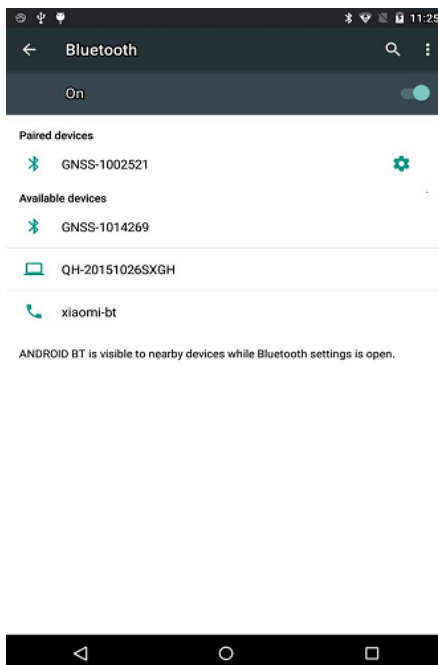 11:25
Bluetooth
On
Paired devices
GNSS-1002521
Available devices
GNSS-1014269
QH-20151026SXGH
xiaomi-bt
ANDROID BT is visible to nearby devices while Bluetooth settings is open.